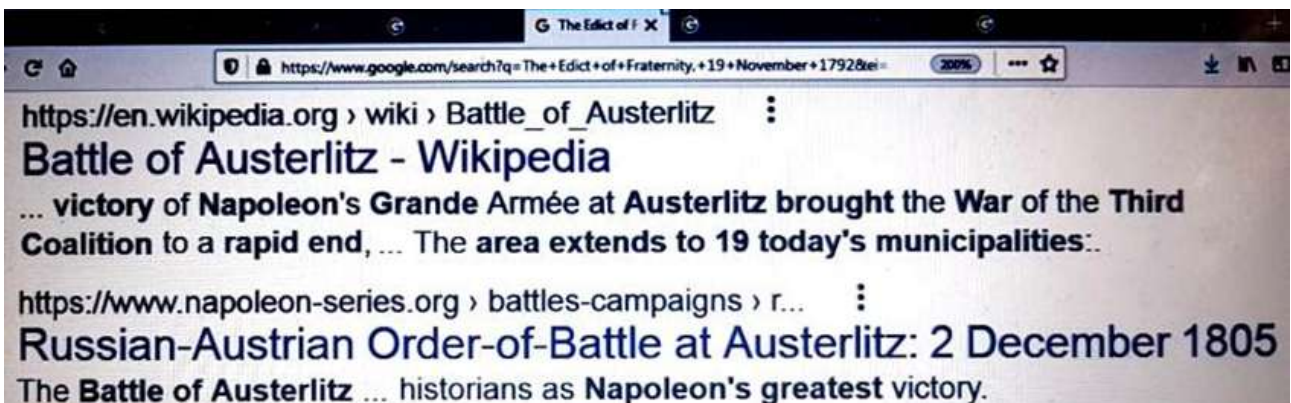 The Edict of F
https://www.google.com/search?q=The+Edict+of+Fraternity,+19+November+1792&ei=
200%
https://en.wikipedia.org › wiki › Battle_of_Austerlitz
Battle of Austerlitz - Wikipedia
... victory of Napoleon's Grande Armée at Austerlitz brought the War of the Third
Coalition to a rapid end, ... The area extends to 19 today's municipalities:.
https://www.napoleon-series.org › battles-campaigns › r...
Russian-Austrian Order-of-Battle at Austerlitz: 2 December 1805
The Battle of Austerlitz ... historians as Napoleon's greatest victory.